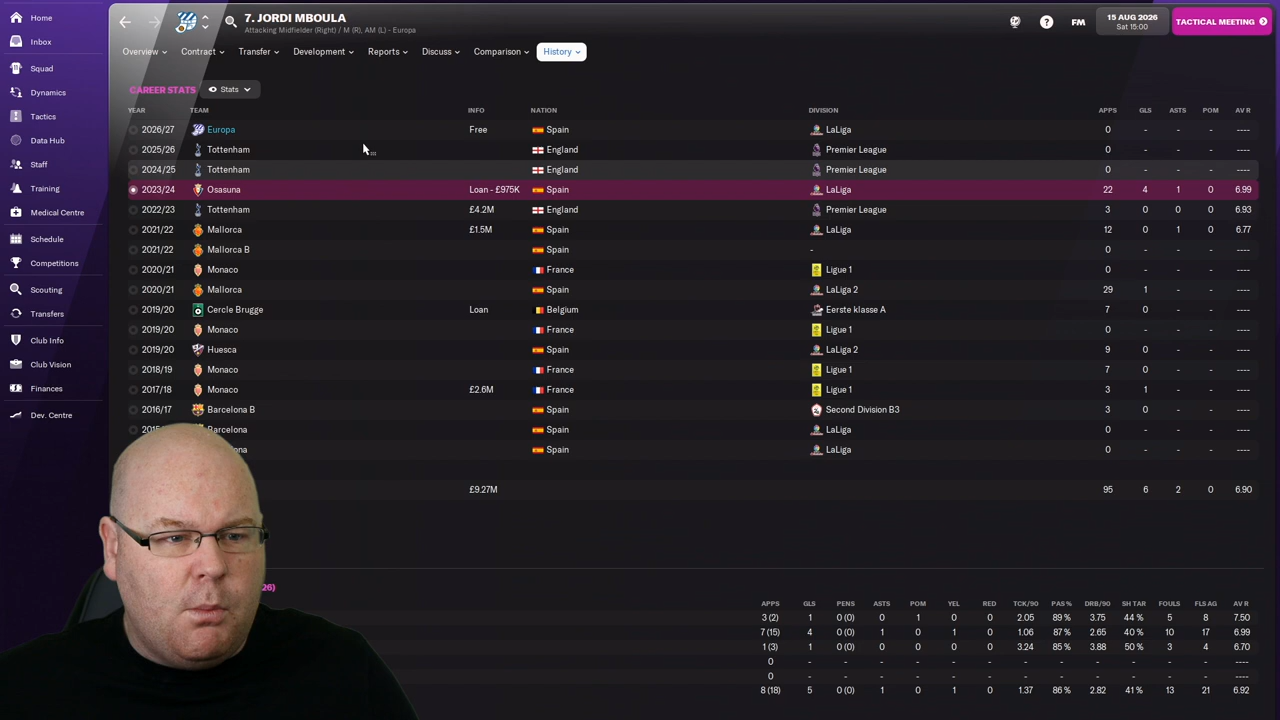 Home
Inbox
Squad
Dynamics
Tactics
Data Hub
Staff
Training
Medical Centre
Schedule
Competitions
Scouting
Transfers
Club Info
Club Vision
Finances
Dev. Centre
7. JORDI MBOULA
Attacking Midfielder (Right) / M (R), AM (L) - Europa
FM
15 AUG 2026
Sat 15:00
TACTICAL MEETING
Overview Contract Transfer Development Reports Discuss Comparison History
CAREER STATS Stats
YEAR TEAM INFO NATION DIVISION APPS GLS ASTS POM AV R
2026/27 Europa Free Spain LaLiga 0 - - - ----
2025/26 Tottenham England Premier League 0 - - - ----
2024/25 Tottenham England Premier League 0 - - - ----
2023/24 Osasuna Loan - £975K Spain LaLiga 22 4 1 0 6.99
2022/23 Tottenham £4.2M England Premier League 3 0 0 0 6.93
2021/22 Mallorca £1.5M Spain LaLiga 12 0 1 0 6.77
2021/22 Mallorca B Spain - 0 - - - ----
2020/21 Monaco France Ligue 1 0 - - - ----
2020/21 Mallorca Spain LaLiga 2 29 1 - - ----
2019/20 Cercle Brugge Loan Belgium Eerste klasse A 7 0 - - ----
2019/20 Monaco France Ligue 1 0 - - - ----
2019/20 Huesca Spain LaLiga 2 9 0 - - ----
2018/19 Monaco France Ligue 1 7 0 - - ----
2017/18 Monaco £2.6M France Ligue 1 3 1 - - ----
2016/17 Barcelona B Spain Second Division B3 3 0 - - ----
Spain LaLiga 0 - - - ----
Spain LaLiga 0 - - - ----
£9.27M 95 6 2 0 6.90
26)
APPS GLS PENS ASTS POM YEL RED TCK/90 PAS % DRB/90 SH TAR FOULS FLS AG AV R
3 (2) 1 0 (0) 0 1 0 0 2.05 89 % 3.75 44 % 5 8 7.50
7 (15) 4 0 (0) 1 0 1 0 1.06 87 % 2.65 40 % 10 17 6.99
1 (3) 1 0 (0) 0 0 0 0 3.24 85 % 3.88 50 % 3 4 6.70
0 - - - - - - - - - - - - ----
0 - - - - - - - - - - - - ----
8 (18) 5 0 (0) 1 0 1 0 1.37 86 % 2.82 41 % 13 21 6.92